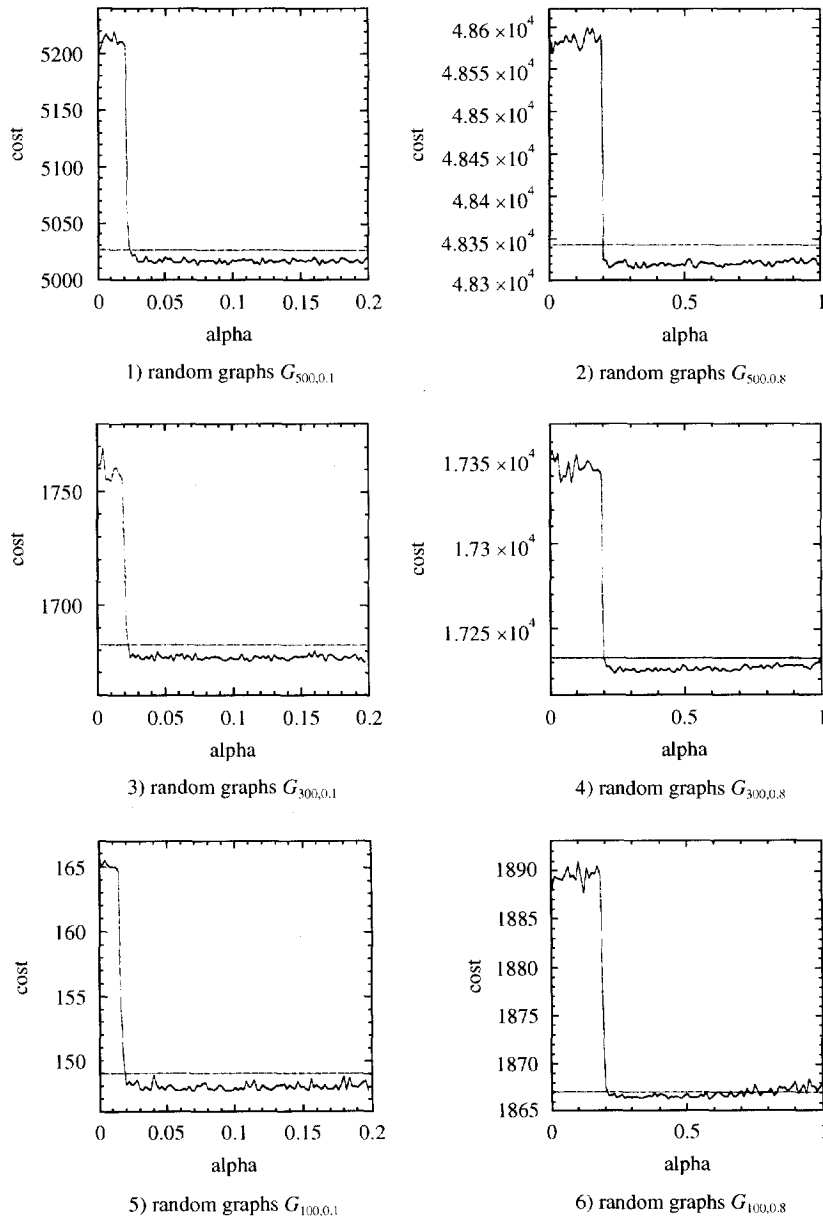 5200
5150
5100
5050
5000
cost
0
0.05
0.1
0.15
0.2
alpha
1) random graphs G500,0.1
4.86 ×10^4
4.85 ×10^4
4.85 ×10^4
4.845 ×10^4
4.84 ×10^4
4.835 ×10^4
4.83 ×10^4
cost
0
0.5
1
alpha
2) random graphs G500,0.8
1750
1700
cost
0
0.05
0.1
0.15
0.2
alpha
3) random graphs G300,0.1
1.735 ×10^4
1.73 ×10^4
1.725 ×10^4
cost
0
0.5
1
alpha
4) random graphs G300,0.8
165
160
155
150
cost
0
0.05
0.1
0.15
0.2
alpha
5) random graphs G100,0.1
1890
1885
1880
1875
1870
1865
cost
0
0.5
1
alpha
6) random graphs G100,0.8